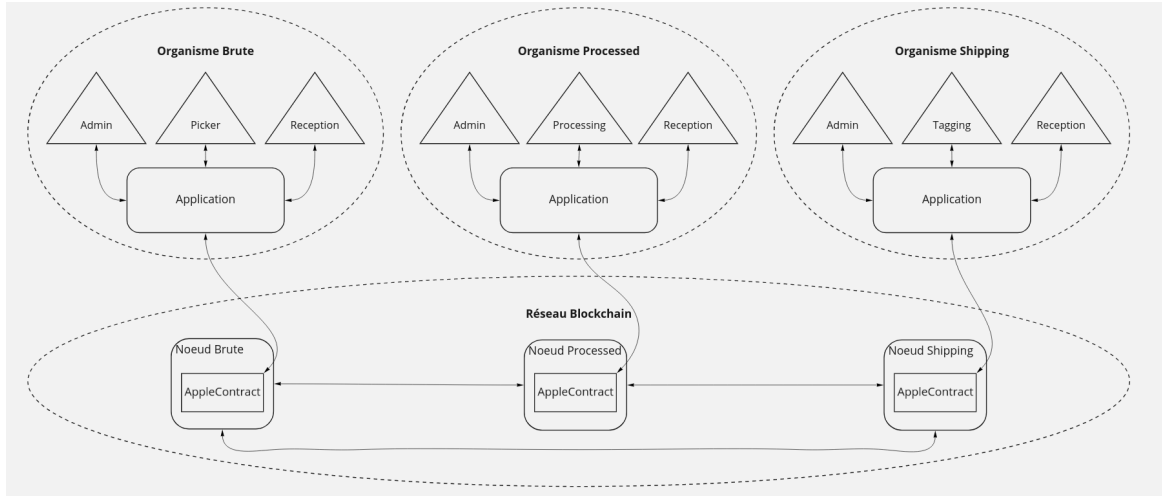 Organisme Brute
Admin
Picker
Reception
Application
Organisme Processed
Admin
Processing
Reception
Application
Organisme Shipping
Admin
Tagging
Reception
Application
Réseau Blockchain
Noeud Brute
AppleContract
Noeud Processed
AppleContract
Noeud Shipping
AppleContract